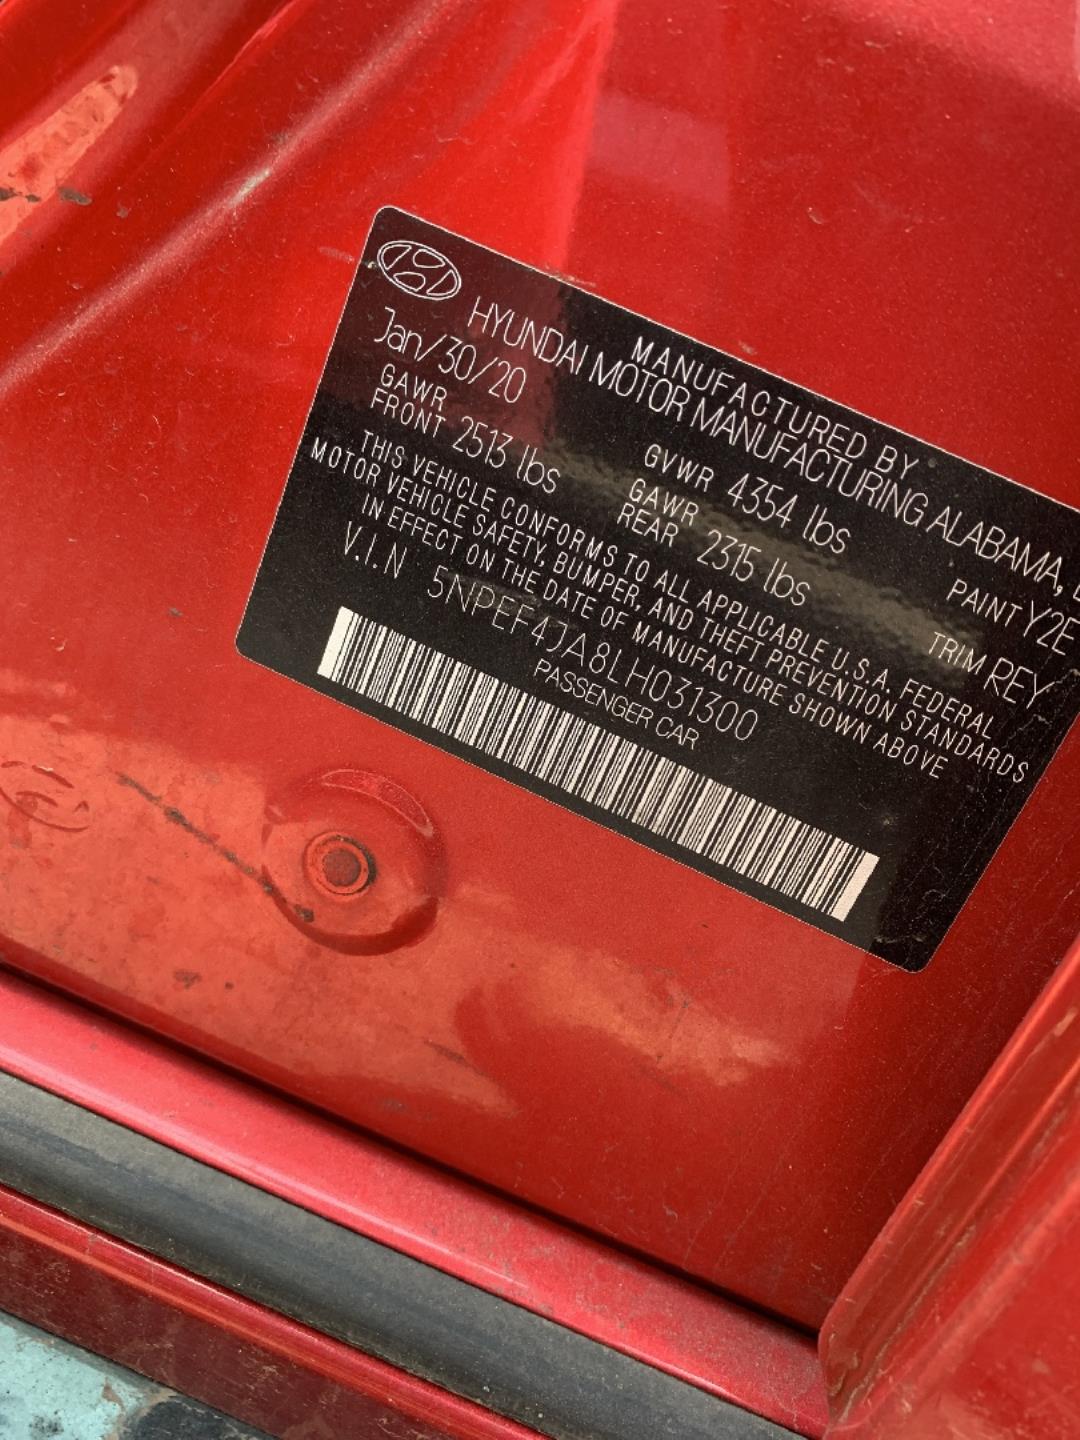 MANUFACTURED BY
HYUNDAI MOTOR MANUFACTURING ALABAMA,
Jan/30/20
GVWR 4354 lbs
PAINT Y2E
GAWR FRONT 2513 lbs
GAWR REAR 2315 lbs
TRIM REY
THIS VEHICLE CONFORMS TO ALL APPLICABLE U.S.A. FEDERAL
MOTOR VEHICLE SAFETY, BUMPER, AND THEFT PREVENTION STANDARDS
IN EFFECT ON THE DATE OF MANUFACTURE SHOWN ABOVE
V.I.N 5NPEF4JA8LH031300
PASSENGER CAR